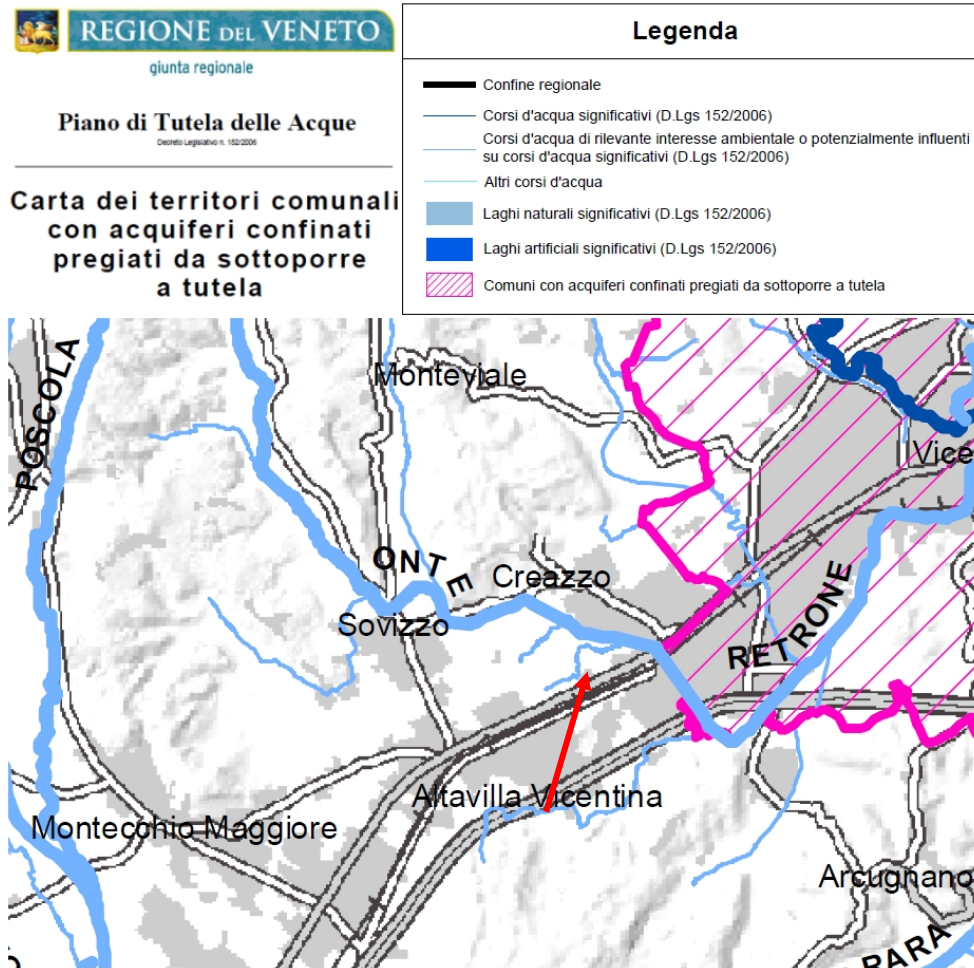 REGIONE DEL VENETO
giunta regionale
Piano di Tutela delle Acque
Decreto Legislativo n. 152/2006
Carta dei territori comunali
con acquiferi confinati
pregiati da sottoporre
a tutela
Legenda
Confine regionale
Corsi d'acqua significativi (D.Lgs 152/2006)
Corsi d'acqua di rilevante interesse ambientale o potenzialmente influenti
su corsi d'acqua significativi (D.Lgs 152/2006)
Altri corsi d'acqua
Laghi naturali significativi (D.Lgs 152/2006)
Laghi artificiali significativi (D.Lgs 152/2006)
Comuni con acquiferi confinati pregiati da sottoporre a tutela
POSCOLA
Monteviale
Vice
ONTE
Creazzo
Sovizzo
RETRONE
Altavilla Vicentina
Montecchio Maggiore
Arcugnano
PARA